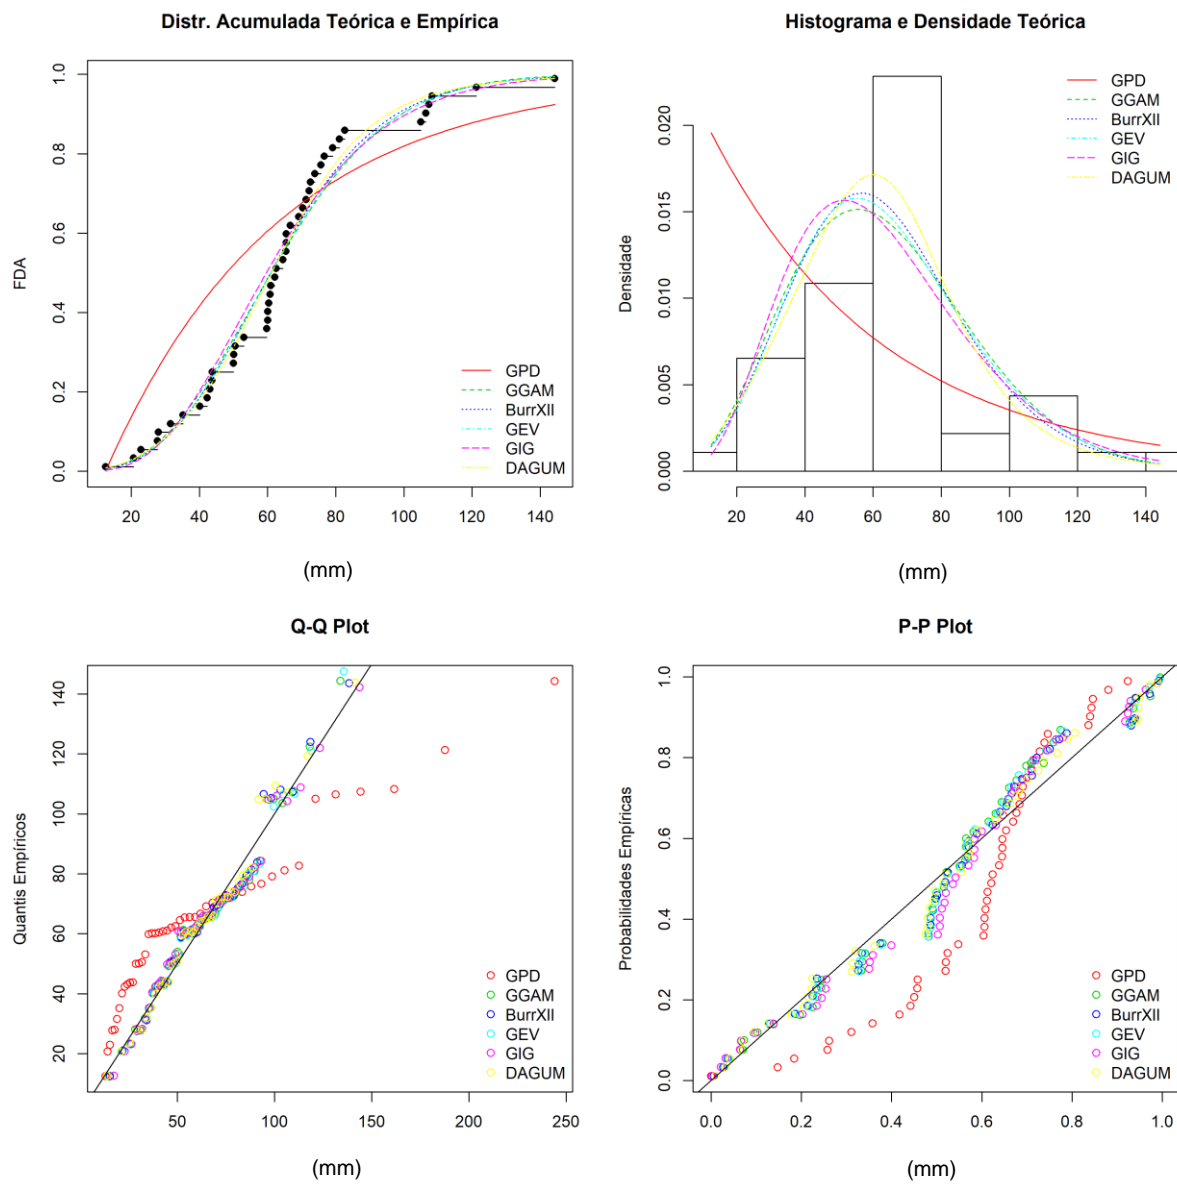 Distr. Acumulada Teórica e Empírica
FDA
1.0
0.8
0.6
0.4
0.2
0.0
GPD
GGAM
BurrXII
GEV
GIG
DAGUM
20 40 60 80 100 120 140
(mm)
Histograma e Densidade Teórica
Densidade
0.020
0.015
0.010
0.005
0.000
GPD
GGAM
BurrXII
GEV
GIG
DAGUM
20 40 60 80 100 120 140
(mm)
Q-Q Plot
Quantis Empíricos
140
120
100
80
60
40
20
GPD
GGAM
BurrXII
GEV
GIG
DAGUM
50 100 150 200 250
(mm)
P-P Plot
Probabilidades Empíricas
1.0
0.8
0.6
0.4
0.2
0.0
GPD
GGAM
BurrXII
GEV
GIG
DAGUM
0.0 0.2 0.4 0.6 0.8 1.0
(mm)